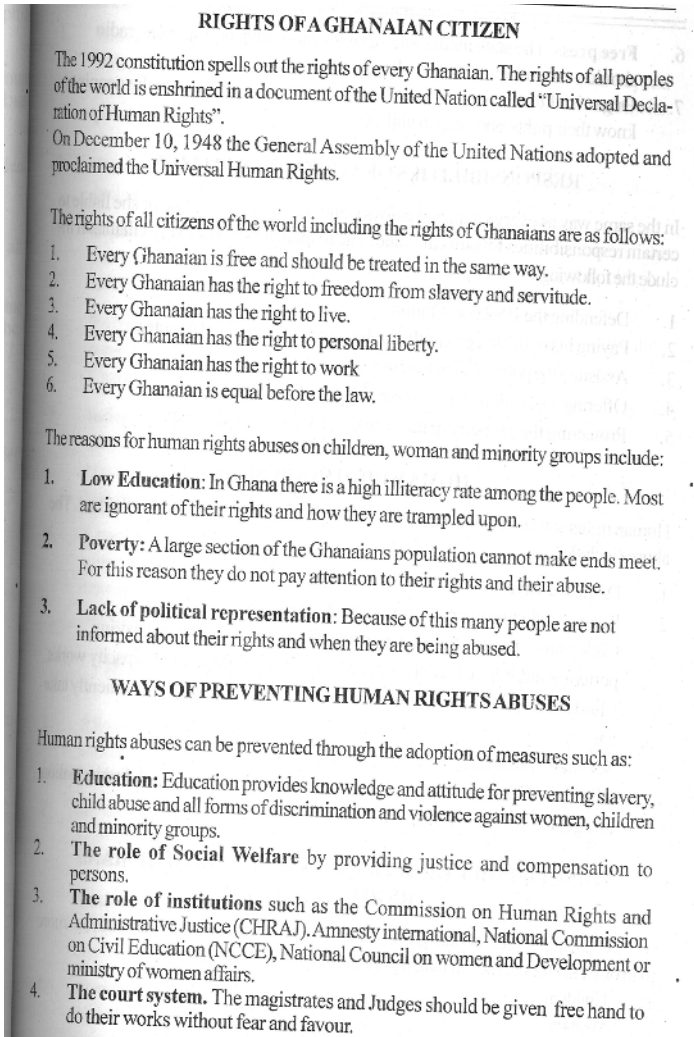 RIGHTS OF A GHANAIAN CITIZEN
The 1992 constitution spells out the rights of every Ghanaian. The rights of all peoples
of the world is enshrined in a document of the United Nation called “Universal Decla-
ration of Human Rights”.
On December 10, 1948 the General Assembly of the United Nations adopted and
proclaimed the Universal Human Rights.
The rights of all citizens of the world including the rights of Ghanaians are as follows:
1. Every Ghanaian is free and should be treated in the same way.
2. Every Ghanaian has the right to freedom from slavery and servitude.
3. Every Ghanaian has the right to live.
4. Every Ghanaian has the right to personal liberty.
5. Every Ghanaian has the right to work
6. Every Ghanaian is equal before the law.
The reasons for human rights abuses on children, woman and minority groups include:
1. Low Education: In Ghana there is a high illiteracy rate among the people. Most
are ignorant of their rights and how they are trampled upon.
2. Poverty: A large section of the Ghanaians population cannot make ends meet.
For this reason they do not pay attention to their rights and their abuse.
3. Lack of political representation: Because of this many people are not
informed about their rights and when they are being abused.
WAYS OF PREVENTING HUMAN RIGHTS ABUSES
Human rights abuses can be prevented through the adoption of measures such as:
1. Education: Education provides knowledge and attitude for preventing slavery,
child abuse and all forms of discrimination and violence against women, children
and minority groups.
2. The role of Social Welfare by providing justice and compensation to
persons.
3. The role of institutions such as the Commission on Human Rights and
Administrative Justice (CHRAJ). Amnesty international, National Commission
on Civil Education (NCCE), National Council on women and Development or
ministry of women affairs.
4. The court system. The magistrates and Judges should be given free hand to
do their works without fear and favour.